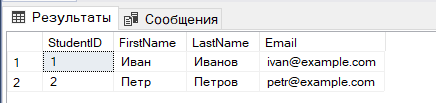 Результаты Сообщения
StudentID FirstName LastName Email
1 1 Иван Иванов ivan@example.com
2 2 Петр Петров petr@example.com